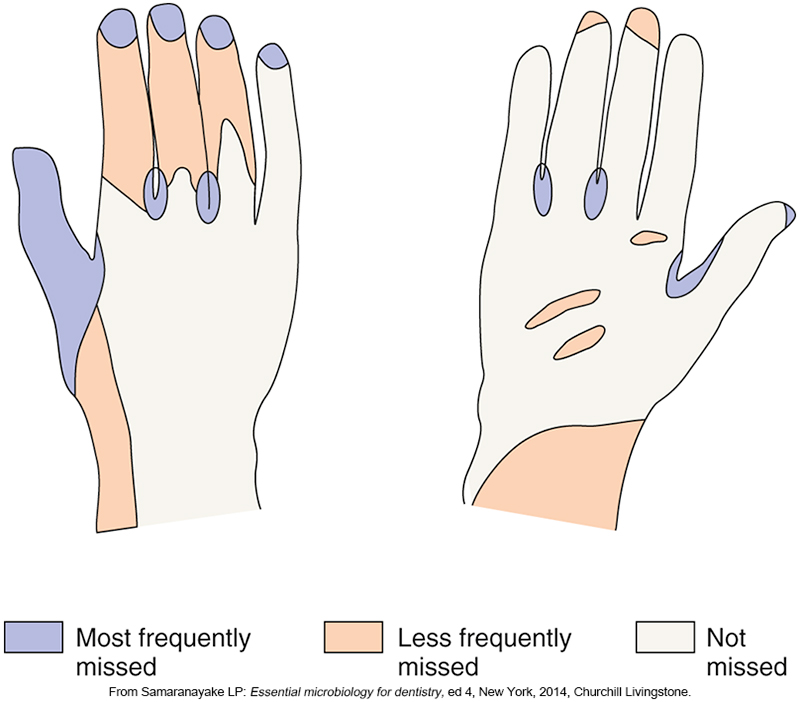 Most frequently
missed
Less frequently
missed
Not
missed
From Samaranayake LP: Essential microbiology for dentistry, ed 4, New York, 2014, Churchill Livingstone.